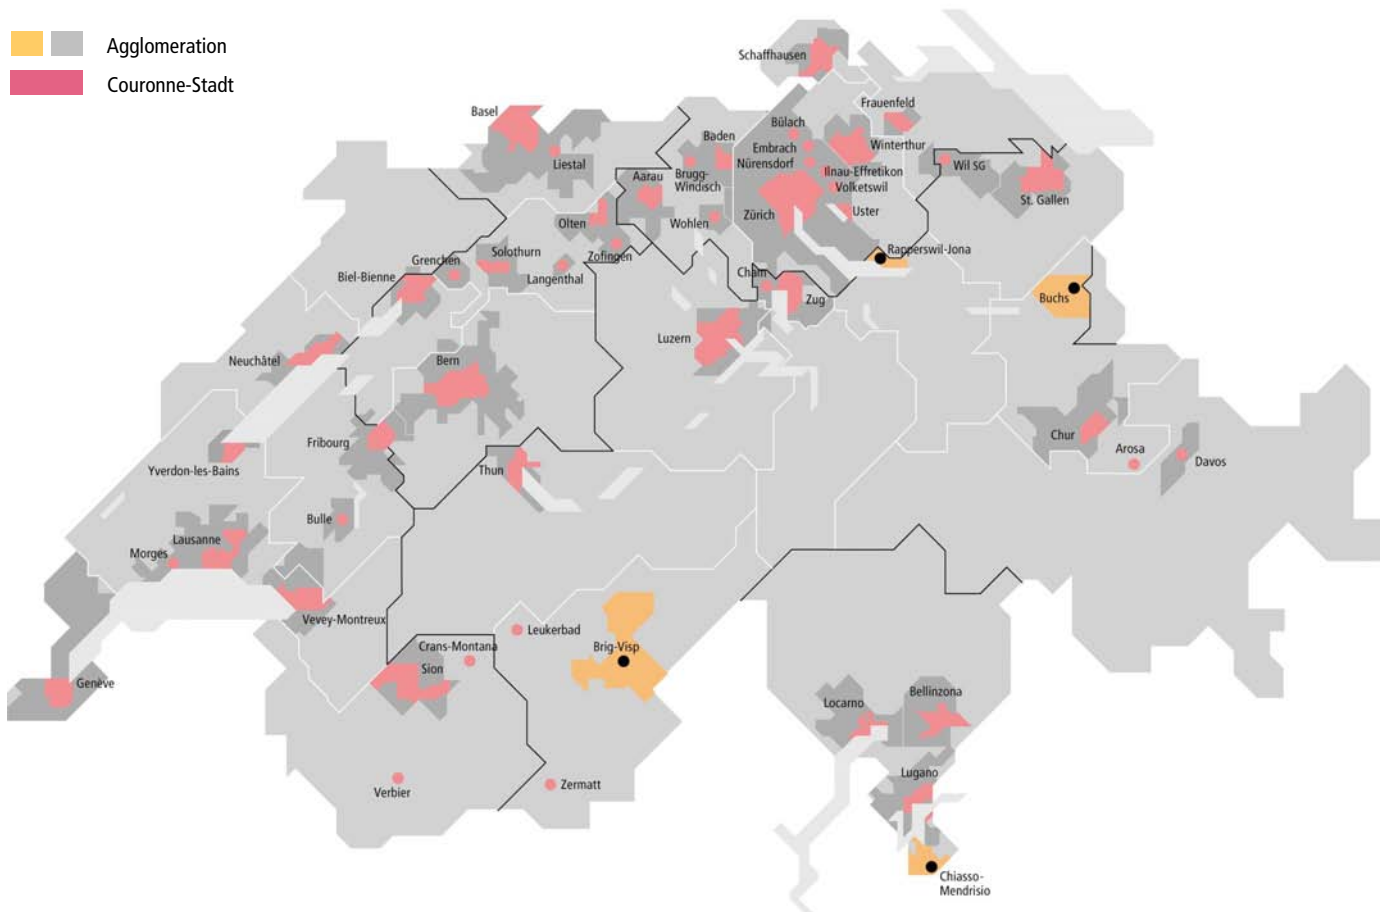 Agglomeration
Couronne-Stadt
Schaffhausen
Basel
Frauenfeld
Bülach
Baden
Embrach
Winterthur
Liestal
Nürensdorf
Wil SG
Ilnau-Effretikon
Aarau
Brugg-
Windisch
Volketswil
St. Gallen
Olten
Wohlen
Zürich
Uster
Solothurn
Zofingen
Rapperswil-Jona
Grenchen
Biel-Bienne
Langenthal
Cham
Zug
Buchs
Luzern
Neuchâtel
Bern
Fribourg
Chur
Arosa
Davos
Yverdon-les-Bains
Thun
Bulle
Lausanne
Morges
Vevey-Montreux
Leukerbad
Crans-Montana
Brig-Visp
Sion
Genève
Bellinzona
Locarno
Lugano
Verbier
Zermatt
Chiasso-
Mendrisio